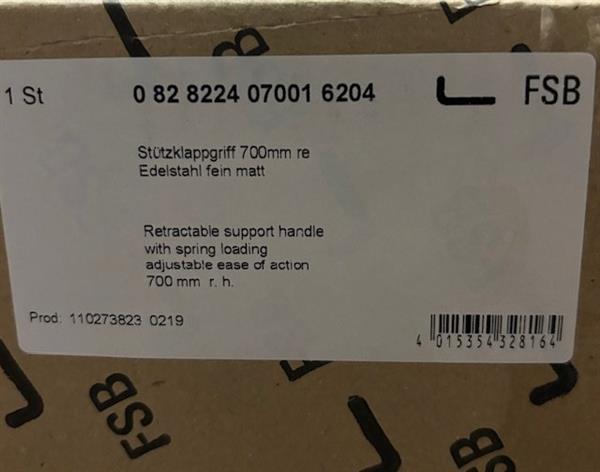 1 St 0 82 8224 07001 6204 FSB
Stützklappgriff 700mm re
Edelstahl fein matt
Retractable support handle
with spring loading
adjustable ease of action
700 mm r. h.
Prod: 110273823 0219
4 015354 328164
FSB
FSB